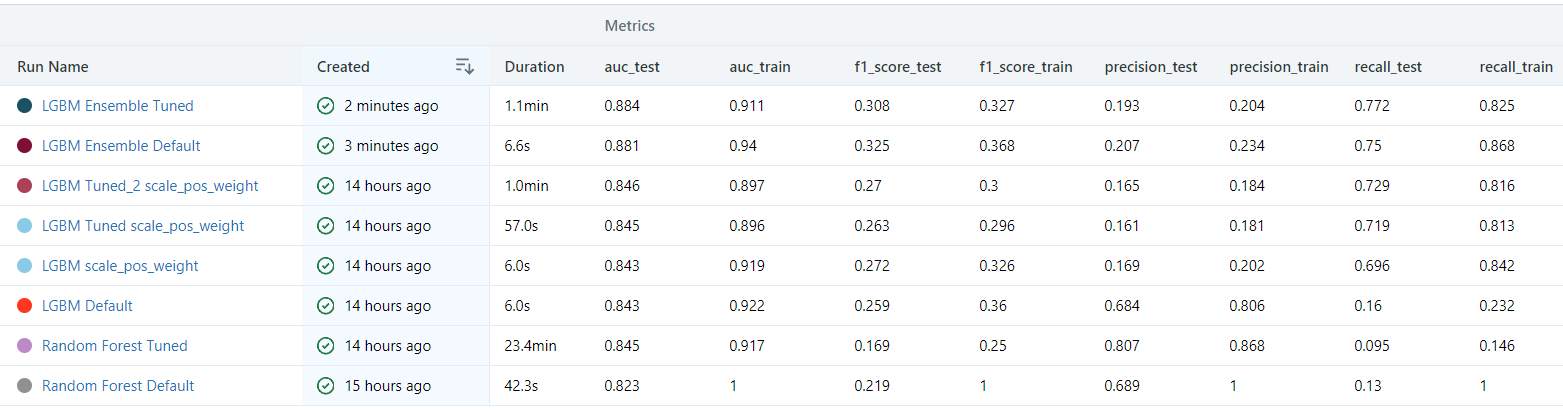 Metrics
Run Name Created Duration auc_test auc_train f1_score_test f1_score_train precision_test precision_train recall_test recall_train
LGBM Ensemble Tuned 2 minutes ago 1.1min 0.884 0.911 0.308 0.327 0.193 0.204 0.772 0.825
LGBM Ensemble Default 3 minutes ago 6.6s 0.881 0.94 0.325 0.368 0.207 0.234 0.75 0.868
LGBM Tuned_2 scale_pos_weight 14 hours ago 1.0min 0.846 0.897 0.27 0.3 0.165 0.184 0.729 0.816
LGBM Tuned scale_pos_weight 14 hours ago 57.0s 0.845 0.896 0.263 0.296 0.161 0.181 0.719 0.813
LGBM scale_pos_weight 14 hours ago 6.0s 0.843 0.919 0.272 0.326 0.169 0.202 0.696 0.842
LGBM Default 14 hours ago 6.0s 0.843 0.922 0.259 0.36 0.684 0.806 0.16 0.232
Random Forest Tuned 14 hours ago 23.4min 0.845 0.917 0.169 0.25 0.807 0.868 0.095 0.146
Random Forest Default 15 hours ago 42.3s 0.823 1 0.219 1 0.689 1 0.13 1